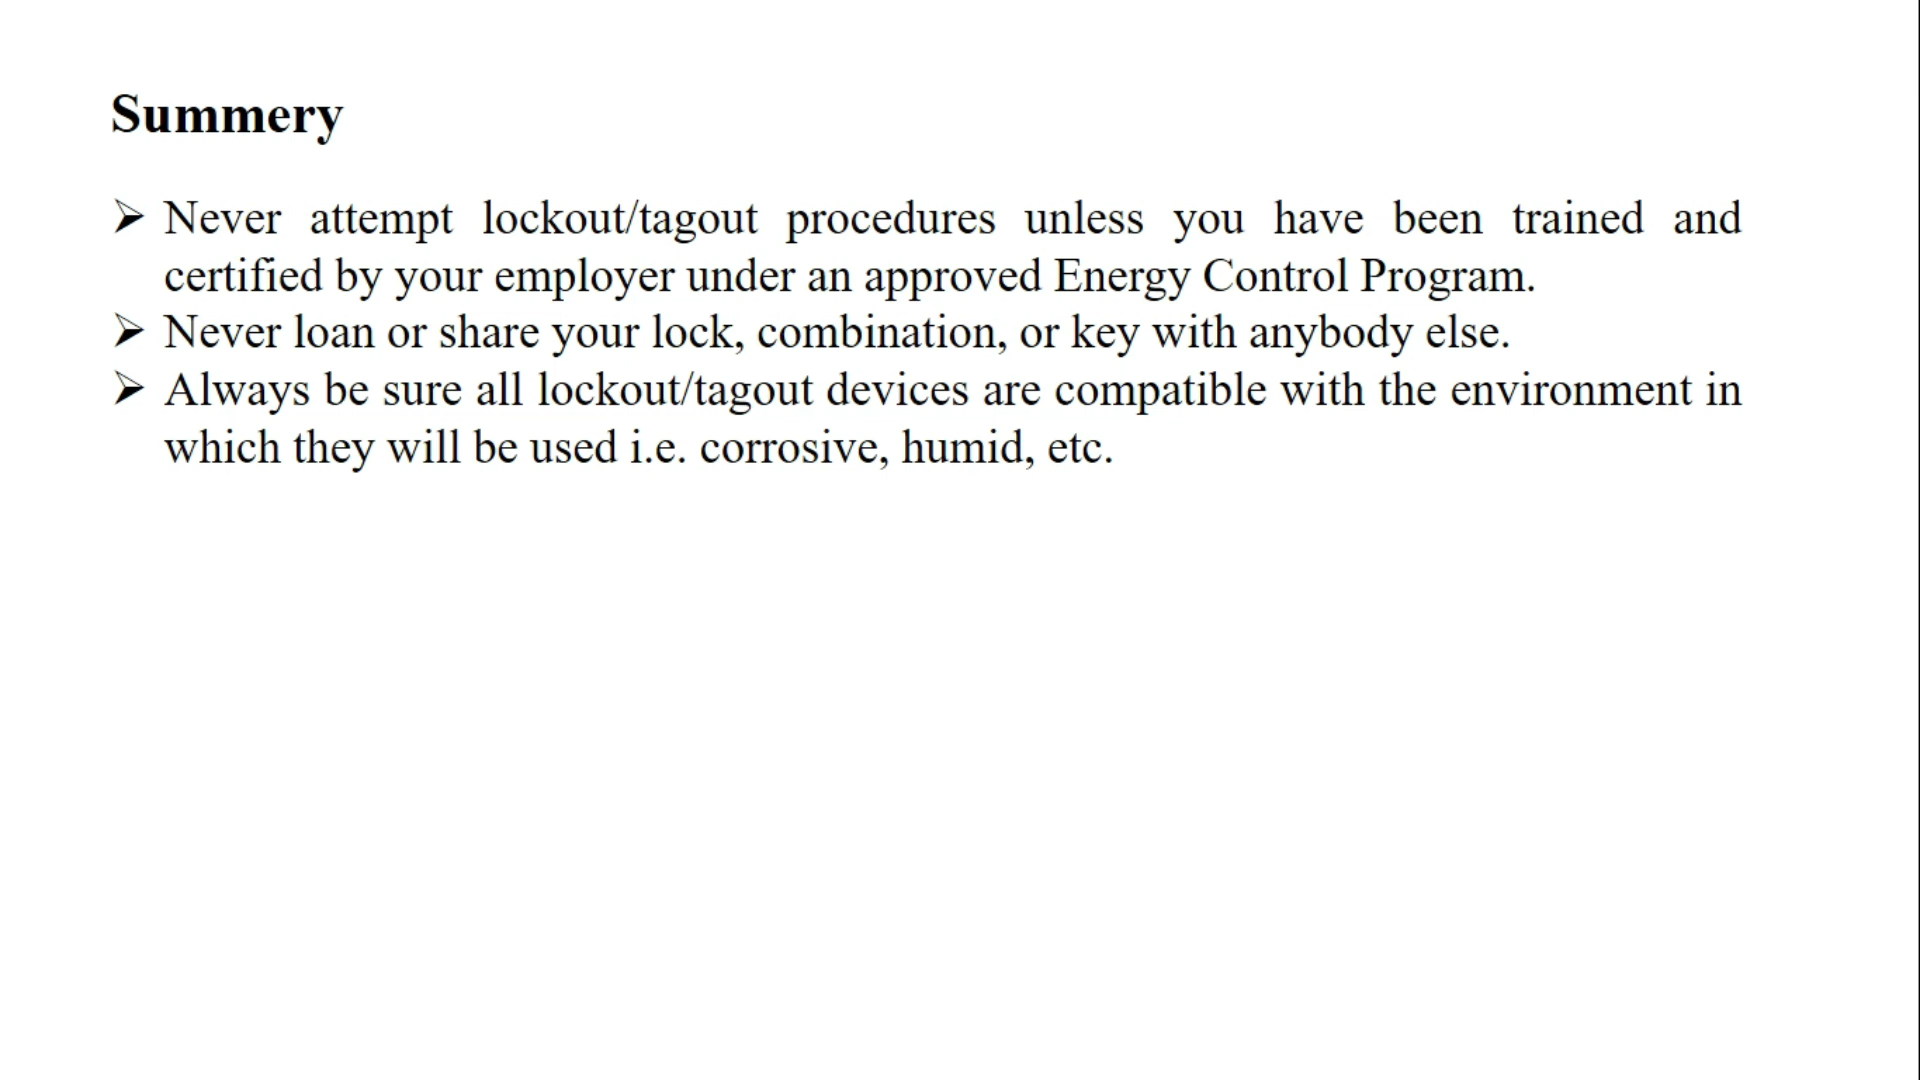 Summery
➢ Never attempt lockout/tagout procedures unless you have been trained and
certified by your employer under an approved Energy Control Program.
➢ Never loan or share your lock, combination, or key with anybody else.
➢ Always be sure all lockout/tagout devices are compatible with the environment in
which they will be used i.e. corrosive, humid, etc.